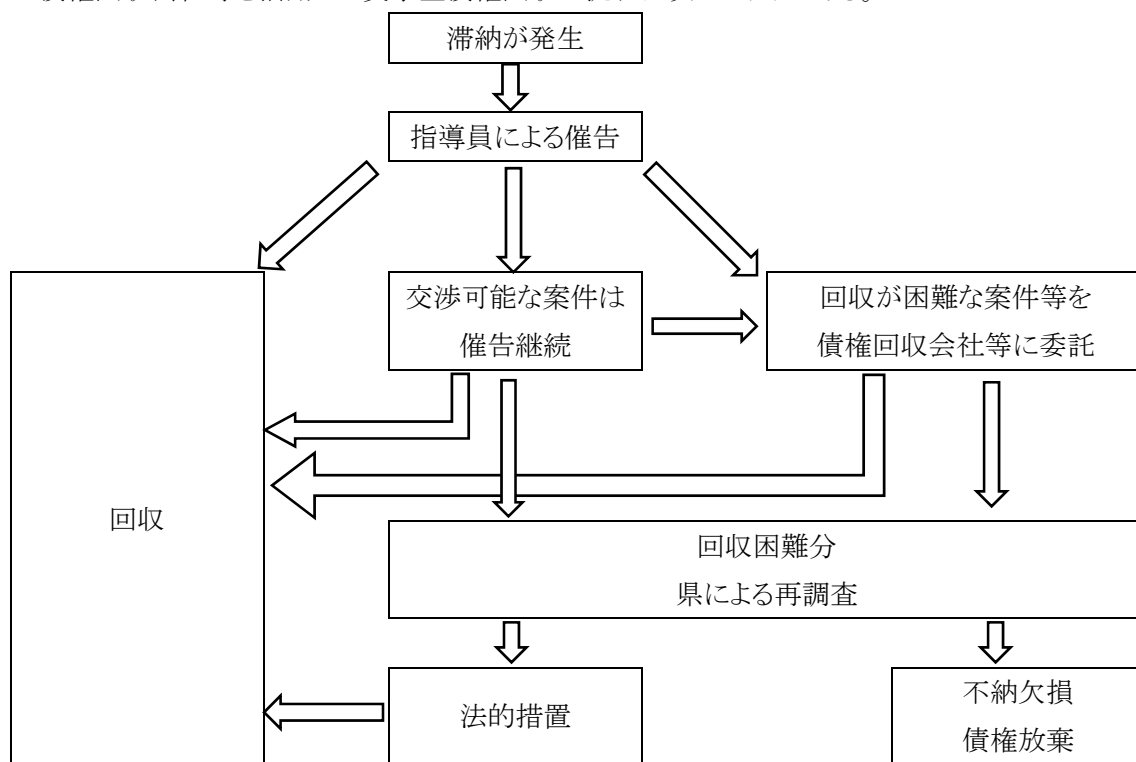 滞納が発生
指導員による催告
交渉可能な案件は
催告継続
回収が困難な案件等を
債権回収会社等に委託
回収
回収困難分
県による再調査
法的措置
不納欠損
債権放棄